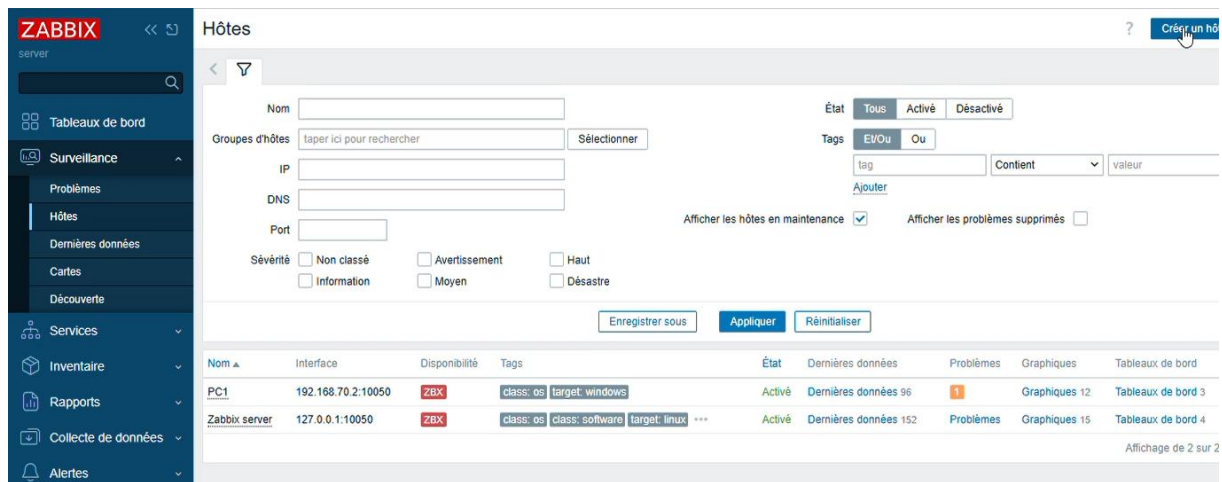 ZABBIX
server
Tableaux de bord
Surveillance
Problèmes
Hôtes
Dernières données
Cartes
Découverte
Services
Inventaire
Rapports
Collecte de données
Alertes
Hôtes
? Créer un hô
Nom
Groupes d'hôtes taper ici pour rechercher Sélectionner
IP
DNS
Port
Sévérité Non classé Avertissement Haut
Information Moyen Désastre
État Tous Activé Désactivé
Tags Et/Ou Ou
tag Contient valeur
Ajouter
Afficher les hôtes en maintenance Afficher les problèmes supprimés
Enregistrer sous Appliquer Réinitialiser
Nom Interface Disponibilité Tags État Dernières données Problèmes Graphiques Tableaux de bord
PC1 192.168.70.2:10050 ZBX class: os target: windows Activé Dernières données 96 1 Graphiques 12 Tableaux de bord 3
Zabbix server 127.0.0.1:10050 ZBX class: os class: software target: linux ••• Activé Dernières données 152 Problèmes Graphiques 15 Tableaux de bord 4
Affichage de 2 sur 2